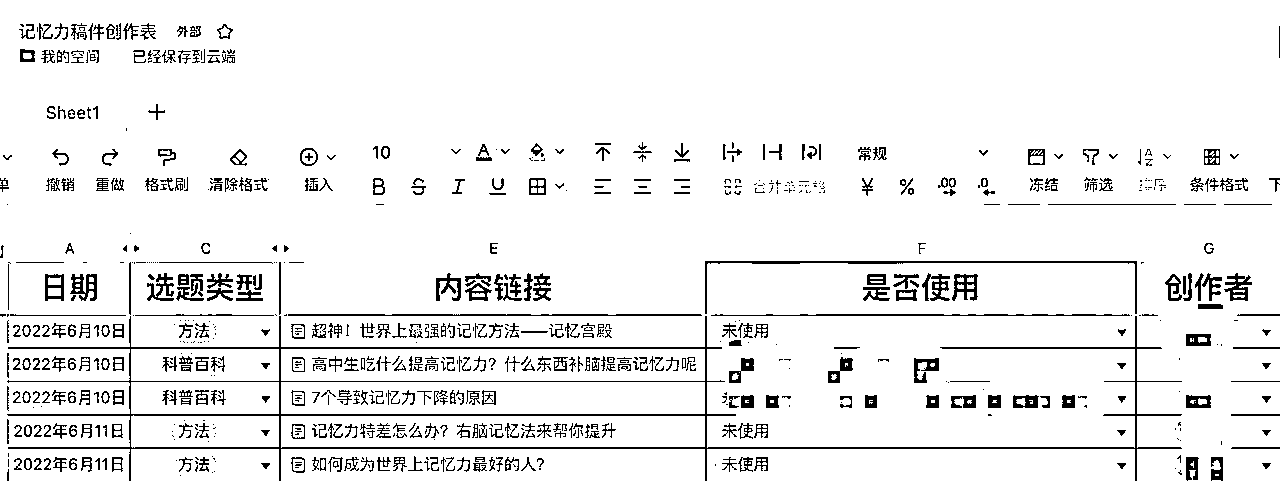 记忆力稿件创作表 外部
我的空间 已经保存到云端
Sheet1
10 常规
单 撤销 重做 格式刷 清除格式 插入 B S I U 合并单元格 ¥ % .00 .0 冻结 筛选 排序 条件格式 下
A C E F G
日期 选题类型 内容链接 是否使用 创作者
2022年6月10日 方法 超神！世界上最强的记忆方法——记忆宫殿 未使用
2022年6月10日 科普百科 高中生吃什么提高记忆力？什么东西补脑提高记忆力呢
2022年6月10日 科普百科 7个导致记忆力下降的原因
2022年6月11日 方法 记忆力特差怎么办？右脑记忆法来帮你提升 未使用
2022年6月11日 方法 如何成为世界上记忆力最好的人？ 未使用